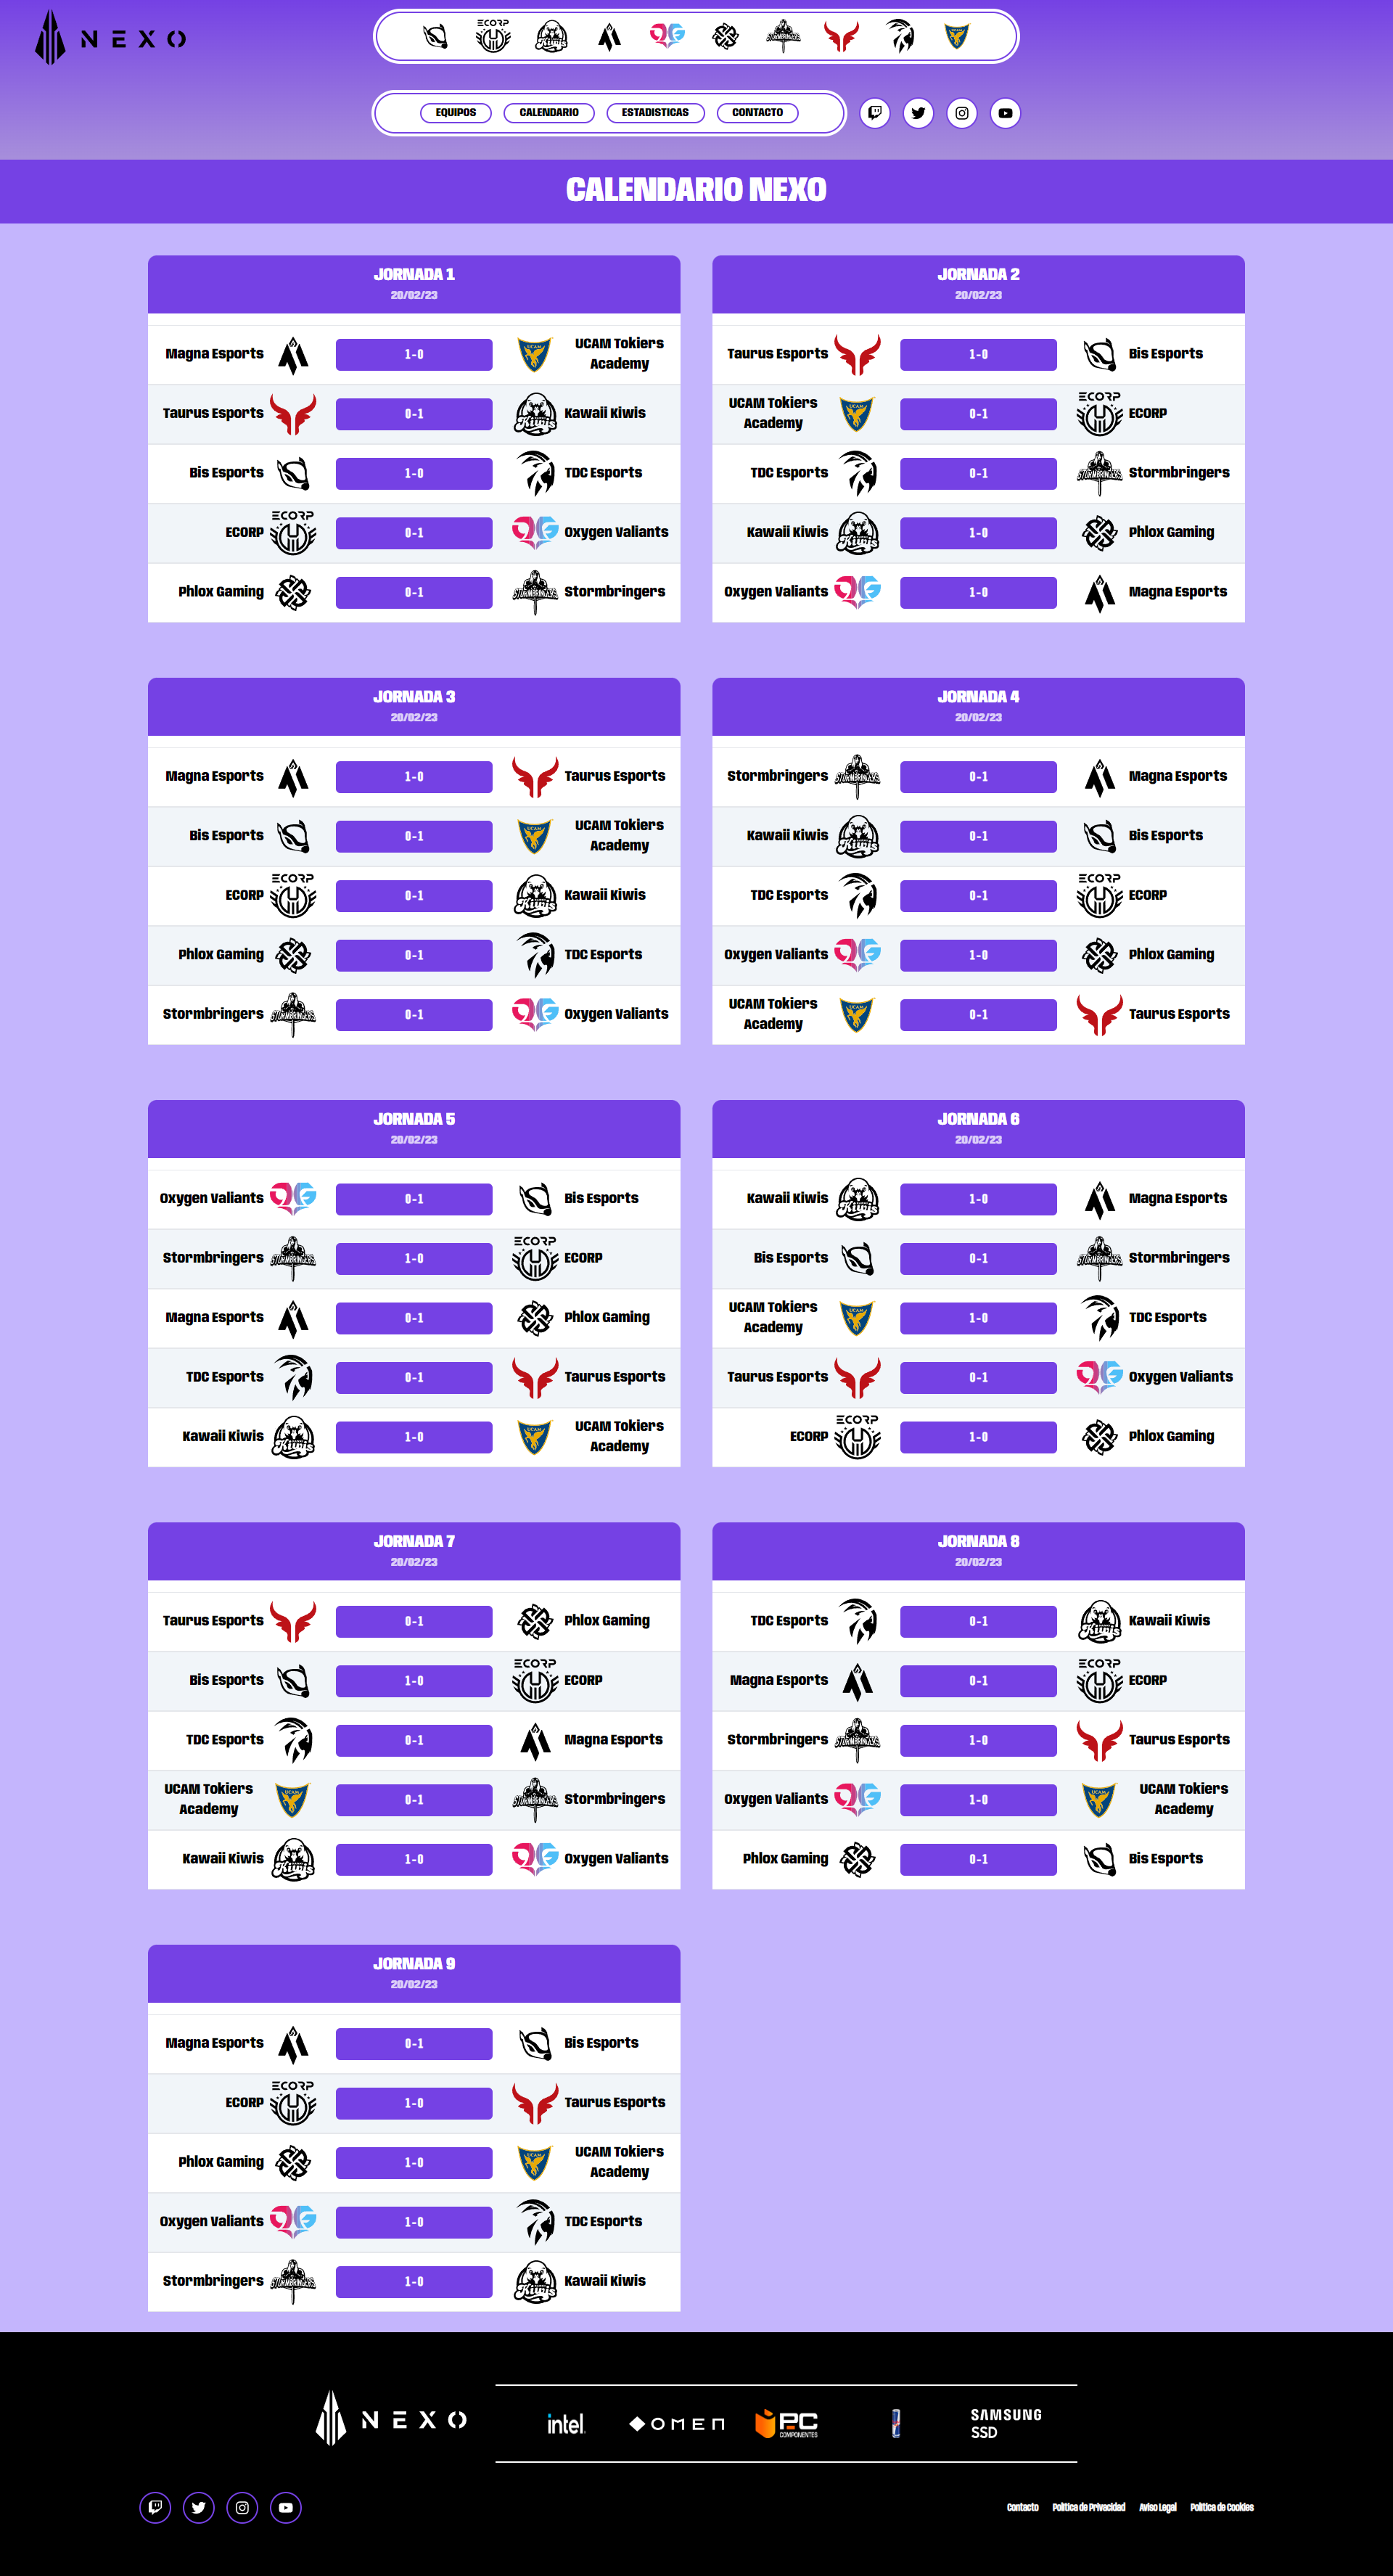 NEXO
ECORP
Kiwis
STORMBRINGERS
UCAM
EQUIPOS
CALENDARIO
ESTADISTICAS
CONTACTO
CALENDARIO NEXO
JORNADA 1
20/02/23
Magna Esports 1-0 UCAM Tokiers Academy
Taurus Esports 0-1 Kawaii Kiwis
Bis Esports 1-0 TDC Esports
ECORP 0-1 Oxygen Valiants
Phlox Gaming 0-1 Stormbringers
JORNADA 2
20/02/23
Taurus Esports 1-0 Bis Esports
UCAM Tokiers Academy 0-1 ECORP
TDC Esports 0-1 Stormbringers
Kawaii Kiwis 1-0 Phlox Gaming
Oxygen Valiants 1-0 Magna Esports
JORNADA 3
20/02/23
Magna Esports 1-0 Taurus Esports
Bis Esports 0-1 UCAM Tokiers Academy
ECORP 0-1 Kawaii Kiwis
Phlox Gaming 0-1 TDC Esports
Stormbringers 0-1 Oxygen Valiants
JORNADA 4
20/02/23
Stormbringers 0-1 Magna Esports
Kawaii Kiwis 0-1 Bis Esports
TDC Esports 0-1 ECORP
Oxygen Valiants 1-0 Phlox Gaming
UCAM Tokiers Academy 0-1 Taurus Esports
JORNADA 5
20/02/23
Oxygen Valiants 0-1 Bis Esports
Stormbringers 1-0 ECORP
Magna Esports 0-1 Phlox Gaming
TDC Esports 0-1 Taurus Esports
Kawaii Kiwis 1-0 UCAM Tokiers Academy
JORNADA 6
20/02/23
Kawaii Kiwis 1-0 Magna Esports
Bis Esports 0-1 Stormbringers
UCAM Tokiers Academy 1-0 TDC Esports
Taurus Esports 0-1 Oxygen Valiants
ECORP 1-0 Phlox Gaming
JORNADA 7
20/02/23
Taurus Esports 0-1 Phlox Gaming
Bis Esports 1-0 ECORP
TDC Esports 0-1 Magna Esports
UCAM Tokiers Academy 0-1 Stormbringers
Kawaii Kiwis 1-0 Oxygen Valiants
JORNADA 8
20/02/23
TDC Esports 0-1 Kawaii Kiwis
Magna Esports 0-1 ECORP
Stormbringers 1-0 Taurus Esports
Oxygen Valiants 1-0 UCAM Tokiers Academy
Phlox Gaming 0-1 Bis Esports
JORNADA 9
20/02/23
Magna Esports 0-1 Bis Esports
ECORP 1-0 Taurus Esports
Phlox Gaming 1-0 UCAM Tokiers Academy
Oxygen Valiants 1-0 TDC Esports
Stormbringers 1-0 Kawaii Kiwis
NEXO
intel
OMEN
PC COMPONENTES
SAMSUNG
SSD
Contacto
Política de Privacidad
Aviso Legal
Política de Cookies